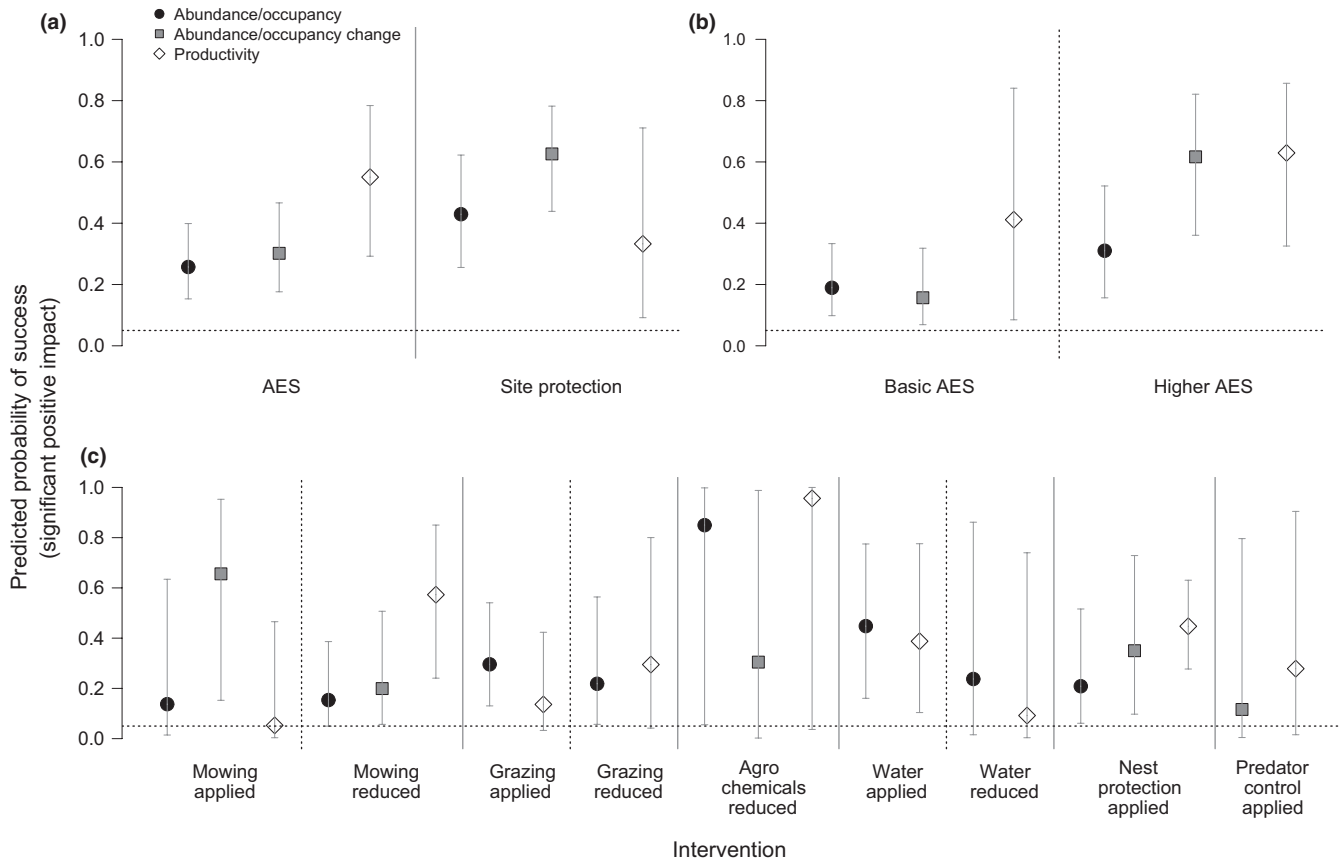 (a)
Abundance/occupancy
Abundance/occupancy change
Productivity
1.0
0.8
0.6
0.4
0.2
0.0
AES
Site protection
(b)
1.0
0.8
0.6
0.4
0.2
0.0
Basic AES
Higher AES
Predicted probability of success
(significant positive impact)
(c)
1.0
0.8
0.6
0.4
0.2
0.0
Mowing
applied
Mowing
reduced
Grazing
applied
Grazing
reduced
Agro
chemicals
reduced
Water
applied
Water
reduced
Nest
protection
applied
Predator
control
applied
Intervention